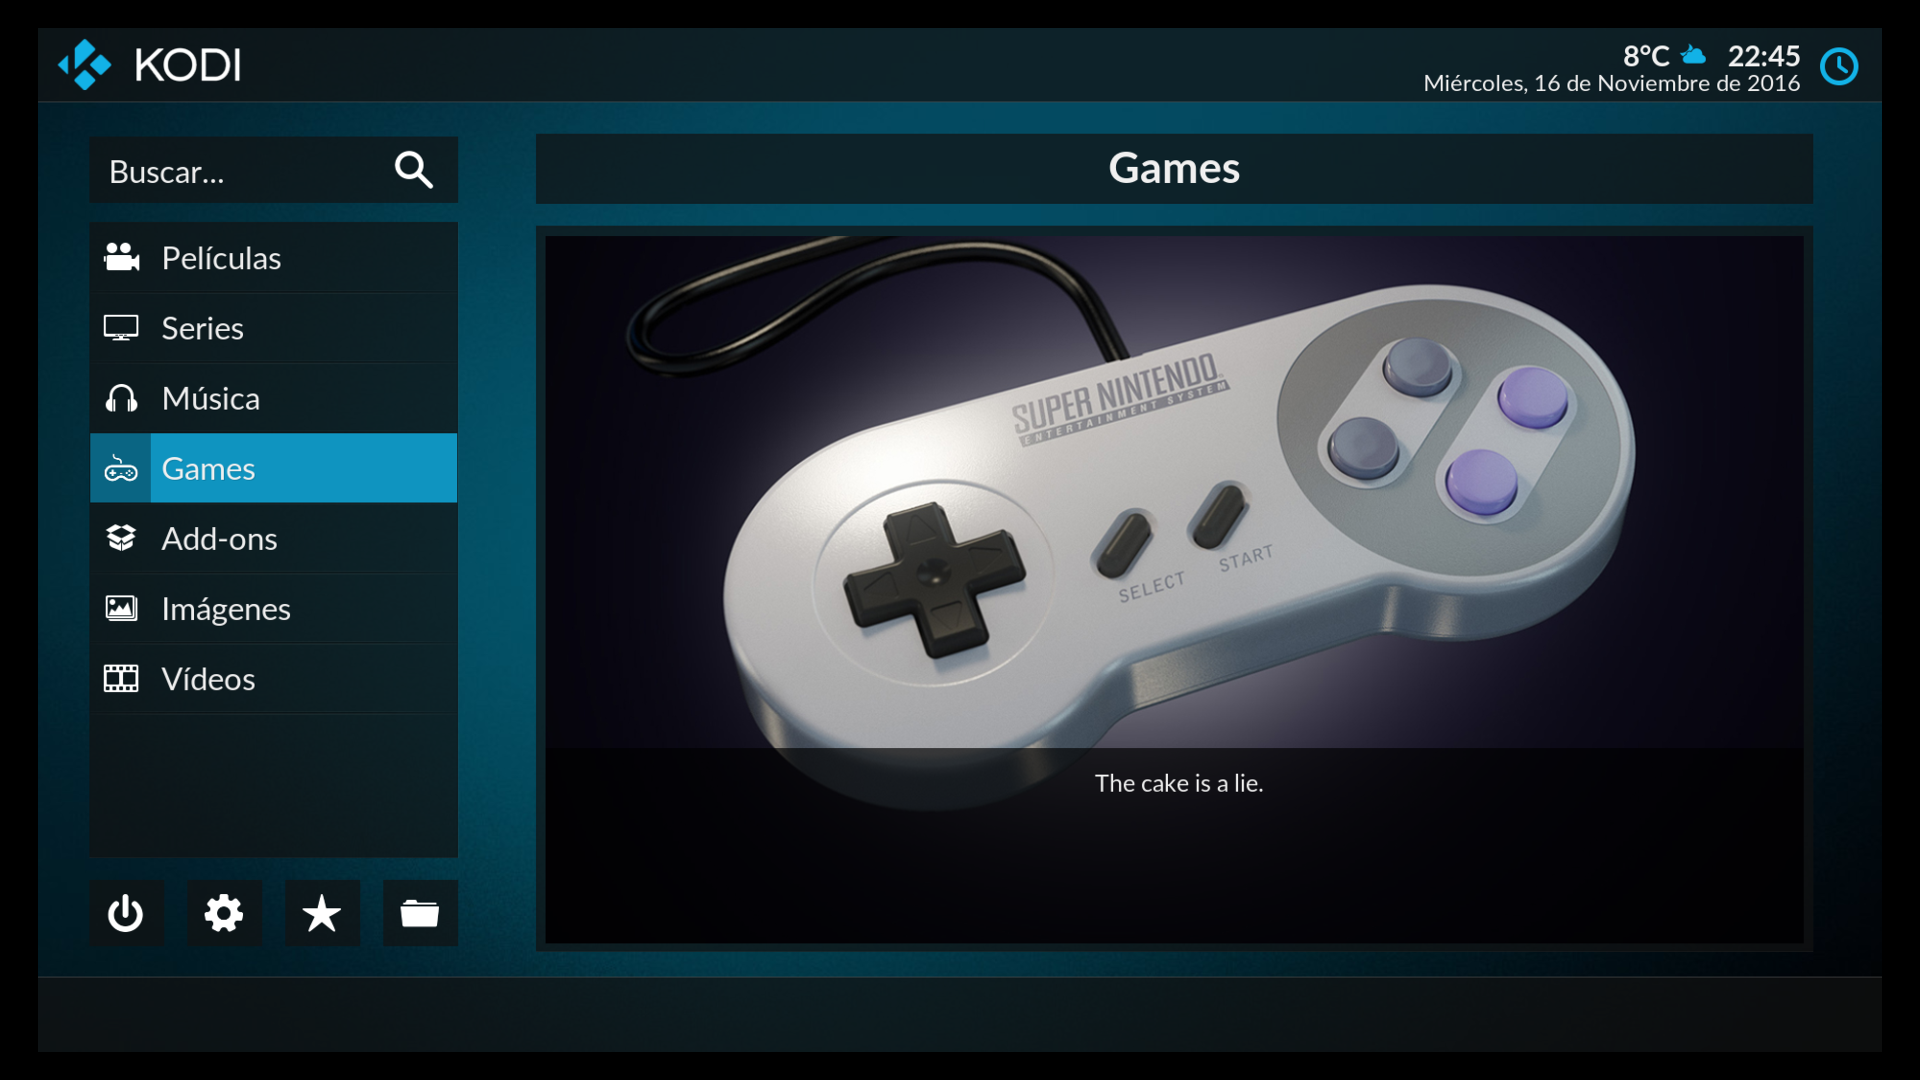 KODI
8°C 22:45
Miércoles, 16 de Noviembre de 2016
Buscar...
Películas
Series
Música
Games
Add-ons
Imágenes
Vídeos
Games
SUPER NINTENDO
ENTERTAINMENT SYSTEM
SELECT
START
The cake is a lie.